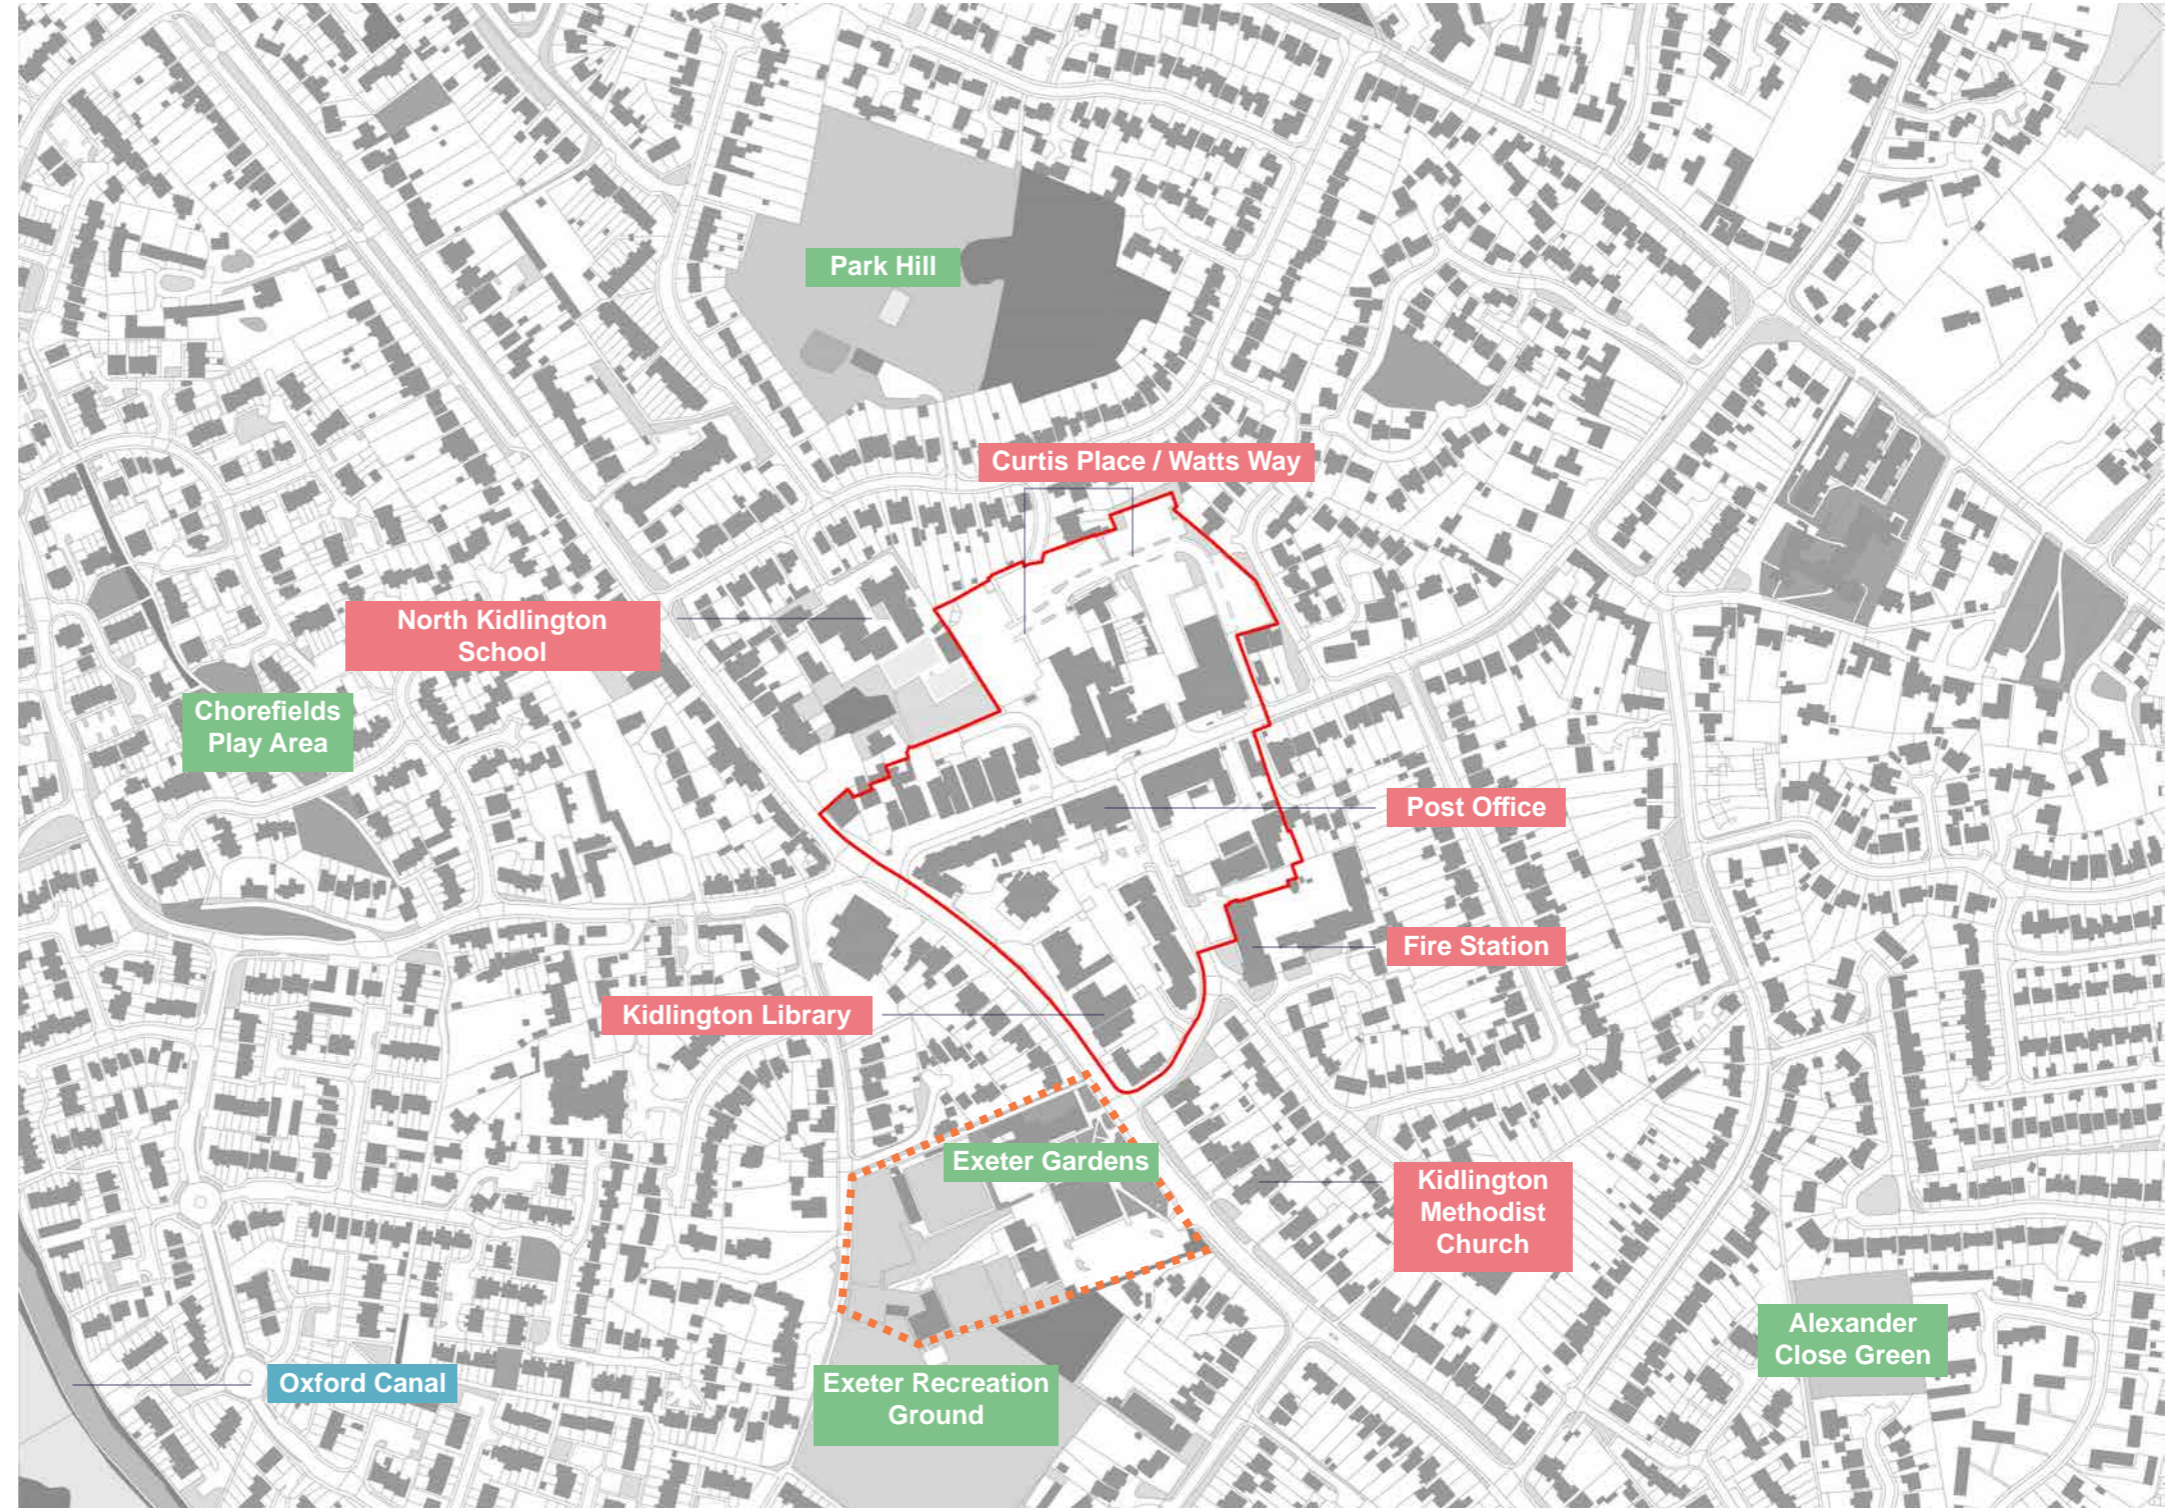 Park Hill
Curtis Place / Watts Way
North Kidlington
School
Chorefields
Play Area
Post Office
Fire Station
Kidlington Library
Exeter Gardens
Kidlington
Methodist
Church
Alexander
Close Green
Oxford Canal
Exeter Recreation
Ground